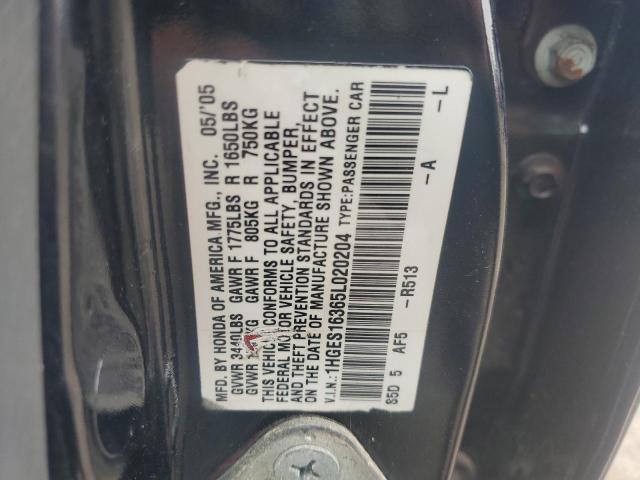 MFD. BY HONDA OF AMERICA MFG., INC. 05/'05
GVWR 3440LBS GAWR F 1775LBS R 1650LBS
GVWR KG GAWR F 805KG R 750KG
THIS VEHICLE CONFORMS TO ALL APPLICABLE
FEDERAL MOTOR VEHICLE SAFETY, BUMPER,
AND THEFT PREVENTION STANDARDS IN EFFECT
ON THE DATE OF MANUFACTURE SHOWN ABOVE.
V.I.N.: 1HGES16365L020204 TYPE:PASSENGER CAR
S5D 5 AF5 -R513 -A -L